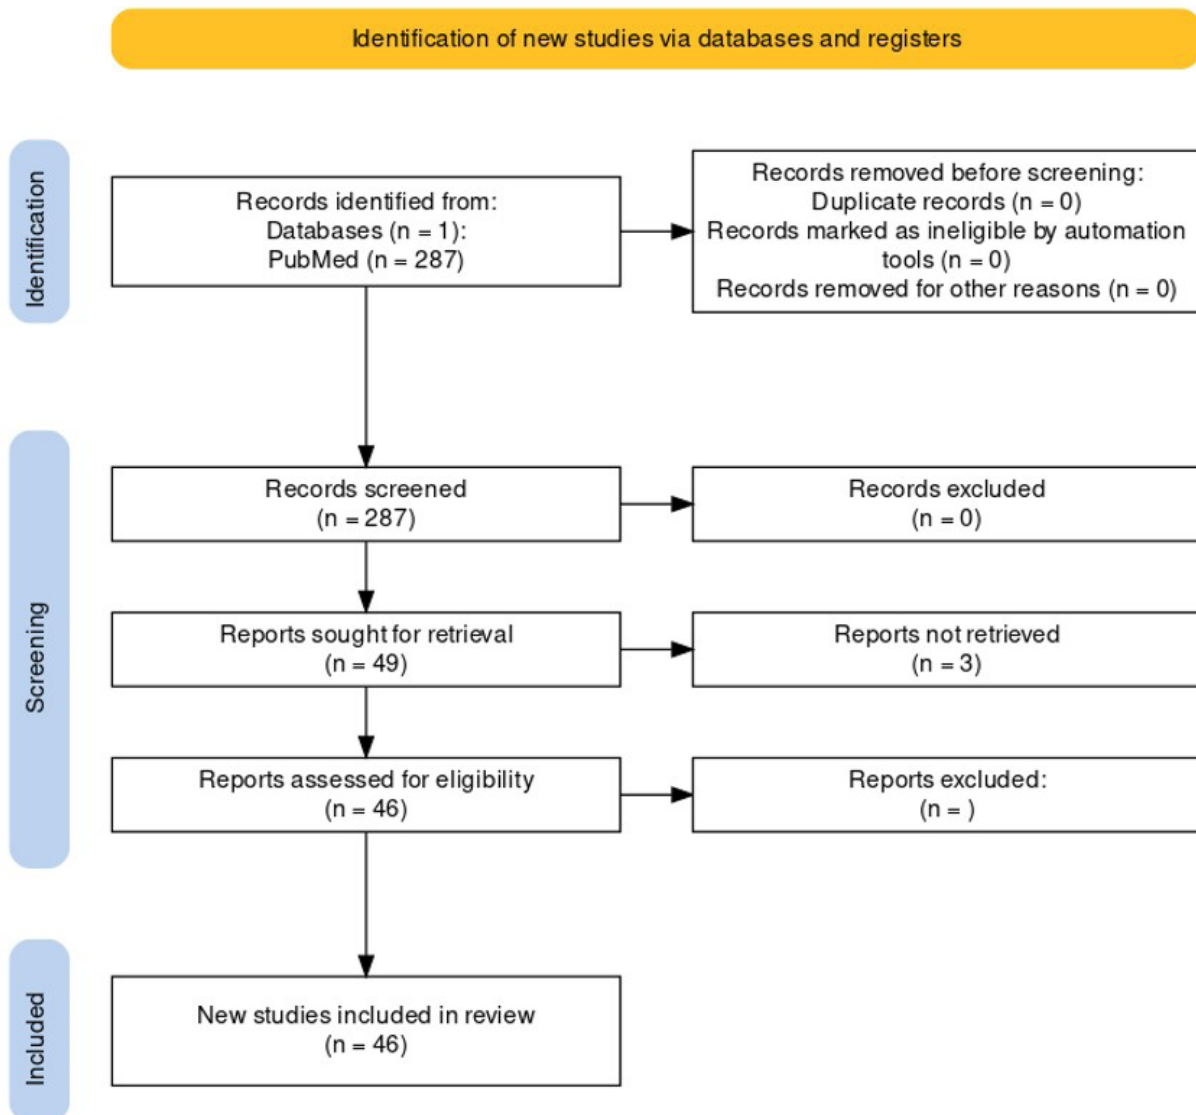 Identification of new studies via databases and registers
Identification
Records identified from:
Databases (n = 1):
PubMed (n = 287)
Records removed before screening:
Duplicate records (n = 0)
Records marked as ineligible by automation
tools (n = 0)
Records removed for other reasons (n = 0)
Screening
Records screened
(n = 287)
Records excluded
(n = 0)
Reports sought for retrieval
(n = 49)
Reports not retrieved
(n = 3)
Reports assessed for eligibility
(n = 46)
Reports excluded:
(n = )
Included
New studies included in review
(n = 46)